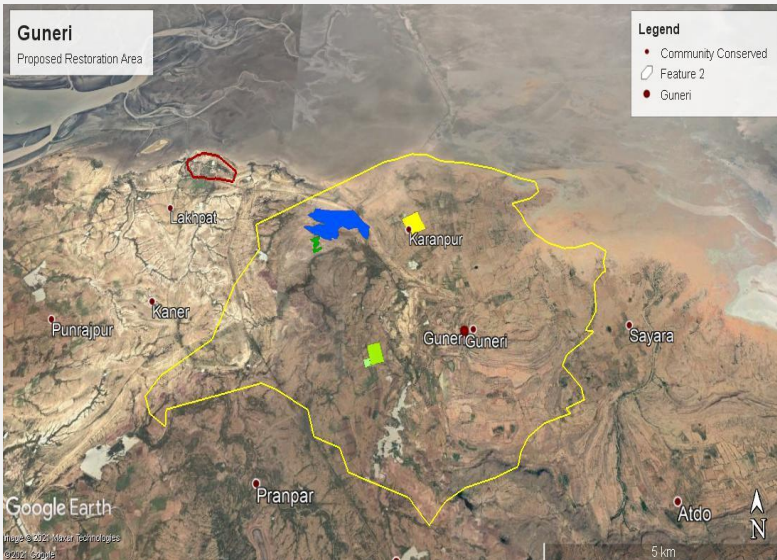 Guneri
Proposed Restoration Area
Legend
Community Conserved
Feature 2
Guneri
Lakhpat
Karanpur
Kaner
Punrajpur
Guneri
Guneri
Sayara
Pranpar
Atdo
Google Earth
Image © 2021 Maxar Technologies
© 2021 Google
5 km
N